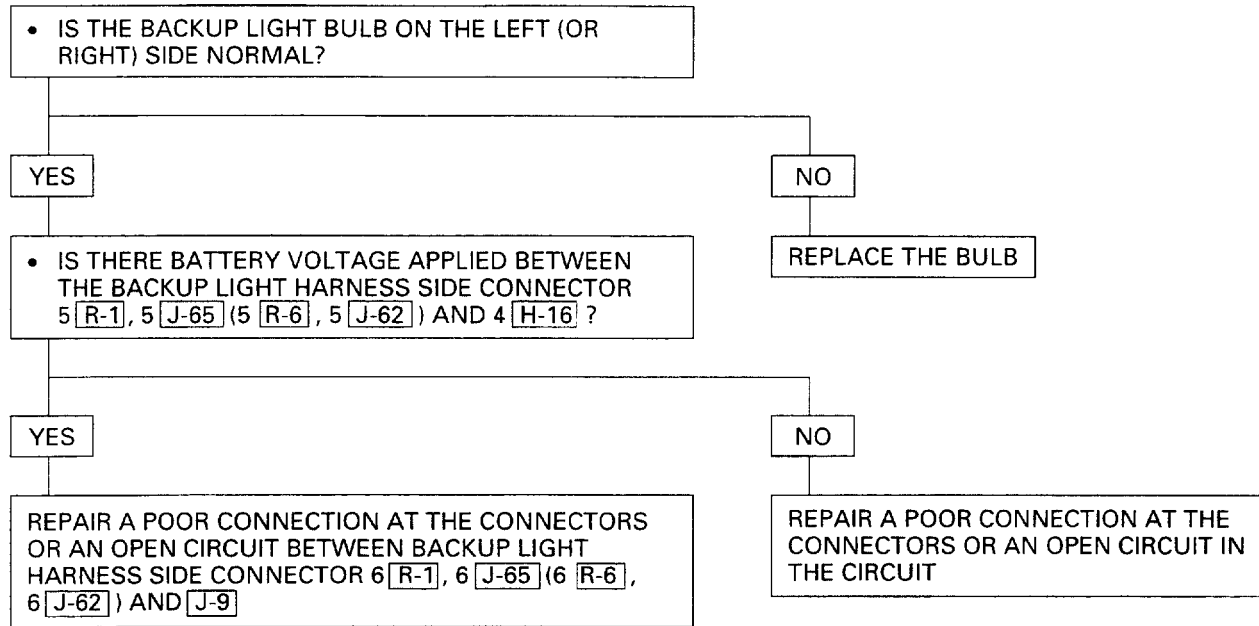 • IS THE BACKUP LIGHT BULB ON THE LEFT (OR
RIGHT) SIDE NORMAL?
YES
NO
• IS THERE BATTERY VOLTAGE APPLIED BETWEEN
THE BACKUP LIGHT HARNESS SIDE CONNECTOR
5 R-1, 5 J-65 (5 R-6, 5 J-62) AND 4 H-16 ?
REPLACE THE BULB
YES
NO
REPAIR A POOR CONNECTION AT THE CONNECTORS
OR AN OPEN CIRCUIT BETWEEN BACKUP LIGHT
HARNESS SIDE CONNECTOR 6 R-1, 6 J-65 (6 R-6,
6 J-62) AND J-9
REPAIR A POOR CONNECTION AT THE
CONNECTORS OR AN OPEN CIRCUIT IN
THE CIRCUIT